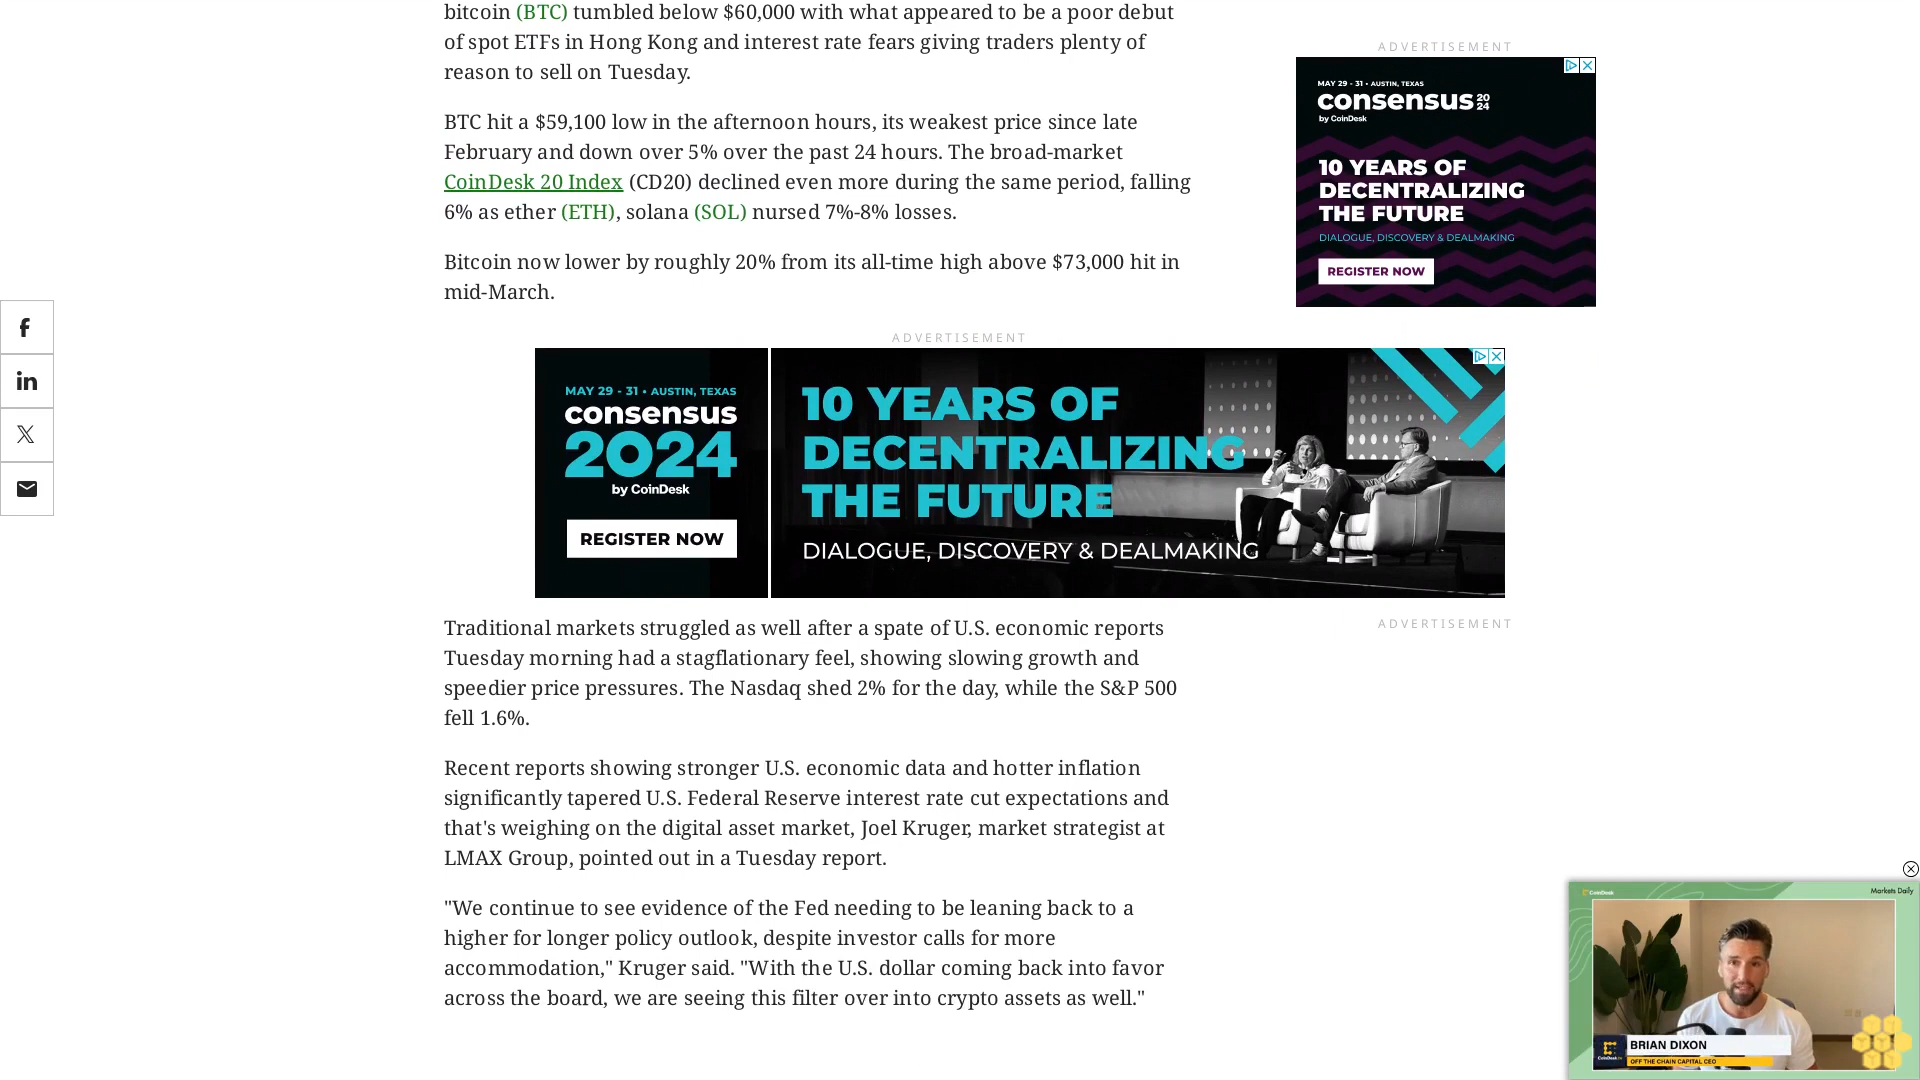 bitcoin (BTC) tumbled below $60,000 with what appeared to be a poor debut
of spot ETFs in Hong Kong and interest rate fears giving traders plenty of
reason to sell on Tuesday.
BTC hit a $59,100 low in the afternoon hours, its weakest price since late
February and down over 5% over the past 24 hours. The broad-market
CoinDesk 20 Index (CD20) declined even more during the same period, falling
6% as ether (ETH), solana (SOL) nursed 7%-8% losses.
Bitcoin now lower by roughly 20% from its all-time high above $73,000 hit in
mid-March.
ADVERTISEMENT
MAY 29 - 31 • AUSTIN, TEXAS
consensus 2024
by CoinDesk
10 YEARS OF
DECENTRALIZING
THE FUTURE
DIALOGUE, DISCOVERY & DEALMAKING
REGISTER NOW
f
in
X
ADVERTISEMENT
MAY 29 - 31 • AUSTIN, TEXAS
consensus
2024
by CoinDesk
REGISTER NOW
10 YEARS OF
DECENTRALIZING
THE FUTURE
DIALOGUE, DISCOVERY & DEALMAKING
Traditional markets struggled as well after a spate of U.S. economic reports
Tuesday morning had a stagflationary feel, showing slowing growth and
speedier price pressures. The Nasdaq shed 2% for the day, while the S&P 500
fell 1.6%.
ADVERTISEMENT
Recent reports showing stronger U.S. economic data and hotter inflation
significantly tapered U.S. Federal Reserve interest rate cut expectations and
that's weighing on the digital asset market, Joel Kruger, market strategist at
LMAX Group, pointed out in a Tuesday report.
"We continue to see evidence of the Fed needing to be leaning back to a
higher for longer policy outlook, despite investor calls for more
accommodation," Kruger said. "With the U.S. dollar coming back into favor
across the board, we are seeing this filter over into crypto assets as well."
CoinDesk
Markets Daily
BRIAN DIXON
OFF THE CHAIN CAPITAL CEO